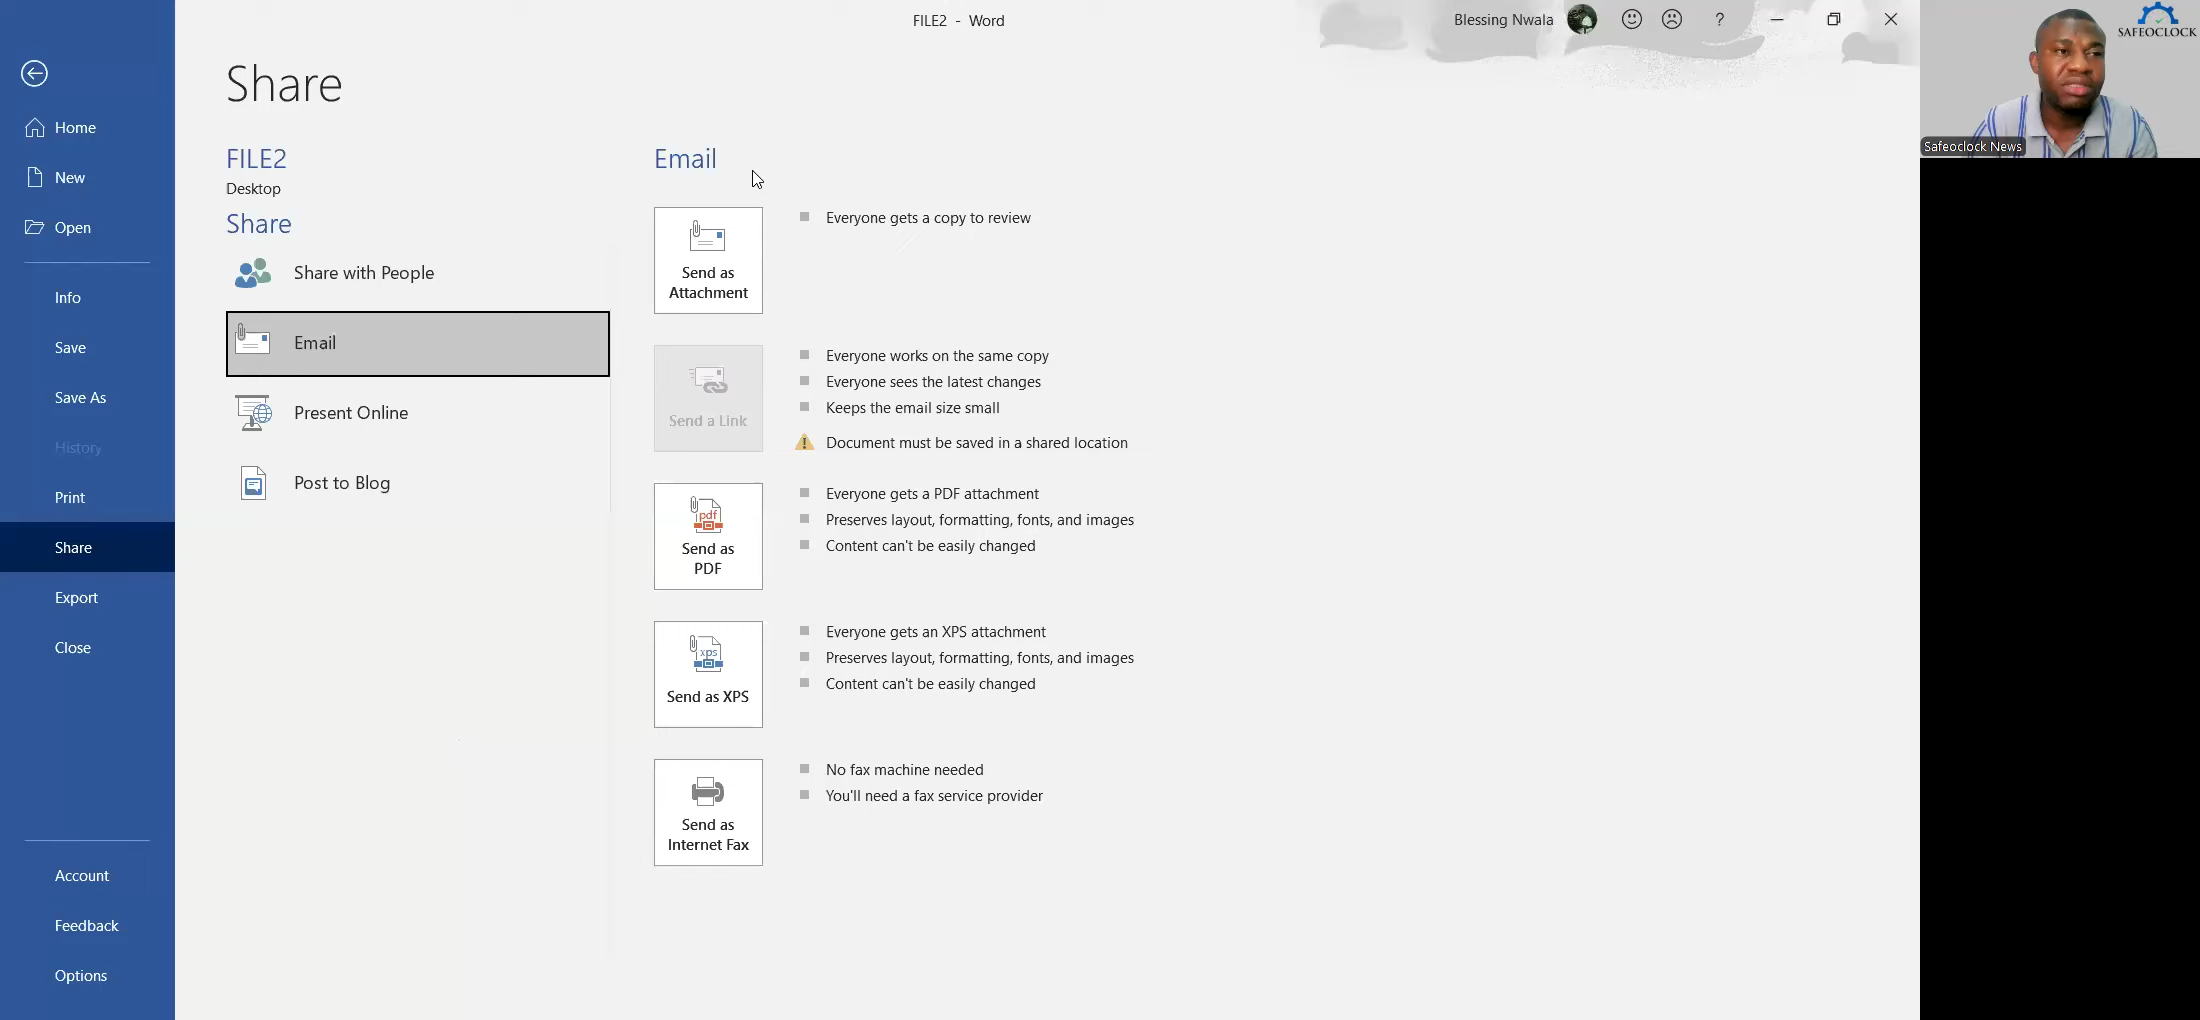 FILE2 - Word
Blessing Nwala
?
SAFEOCLOCK
Safeoclock News
Home
New
Open
Info
Save
Save As
History
Print
Share
Export
Close
Account
Feedback
Options
Share
FILE2
Desktop
Share
Share with People
Email
Present Online
Post to Blog
Email
Send as
Attachment
Everyone gets a copy to review
Send a Link
Everyone works on the same copy
Everyone sees the latest changes
Keeps the email size small
Document must be saved in a shared location
pdf
Send as
PDF
Everyone gets a PDF attachment
Preserves layout, formatting, fonts, and images
Content can't be easily changed
xps
Send as XPS
Everyone gets an XPS attachment
Preserves layout, formatting, fonts, and images
Content can't be easily changed
Send as
Internet Fax
No fax machine needed
You'll need a fax service provider